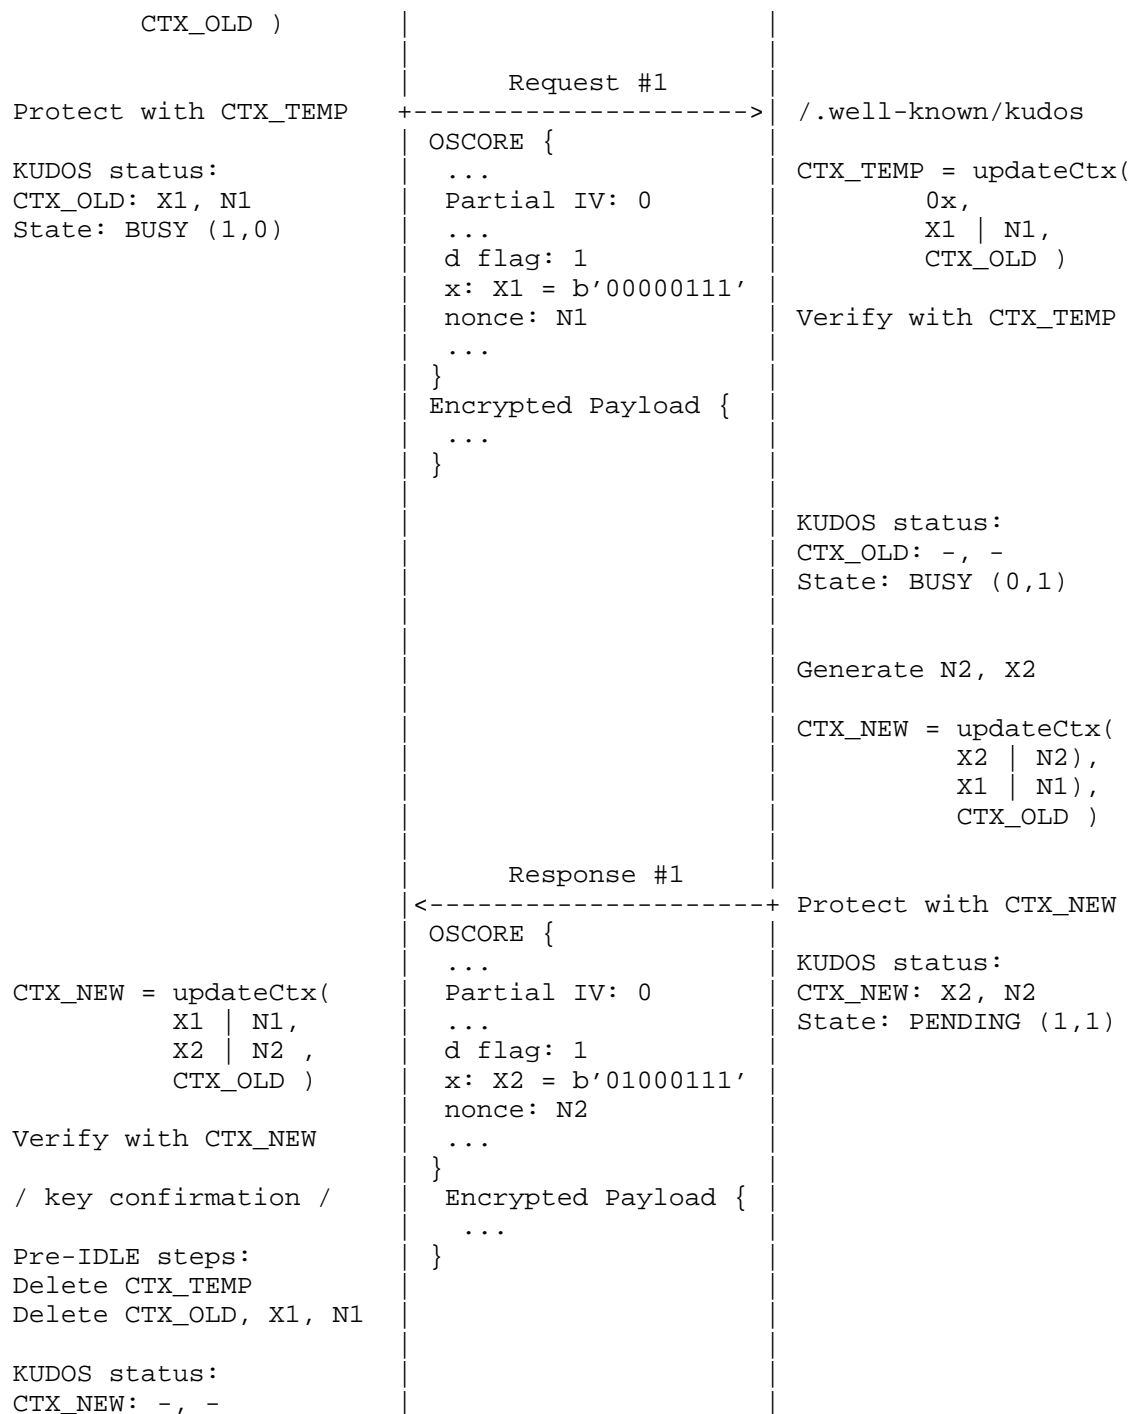 CTX_OLD )        |                      |
                         |                      |
                         |      Request #1      |
Protect with CTX_TEMP    +--------------------->| /.well-known/kudos
                         | OSCORE {             |
KUDOS status:            |  ...                 | CTX_TEMP = updateCtx(
CTX_OLD: X1, N1          |  Partial IV: 0       |         0x,
State: BUSY (1,0)        |  ...                 |         X1 | N1,
                         |  d flag: 1           |         CTX_OLD )
                         |  x: X1 = b’00000111’ |
                         |  nonce: N1           | Verify with CTX_TEMP
                         |  ...                 |
                         | }                    |
                         | Encrypted Payload {  |
                         |  ...                 |
                         | }                    |
                         |                      |
                         |                      | KUDOS status:
                         |                      | CTX_OLD: -, -
                         |                      | State: BUSY (0,1)
                         |                      |
                         |                      |
                         |                      | Generate N2, X2
                         |                      |
                         |                      | CTX_NEW = updateCtx(
                         |                      |           X2 | N2),
                         |                      |           X1 | N1),
                         |                      |           CTX_OLD )
                         |                      |
                         |      Response #1     |
                         |<---------------------+ Protect with CTX_NEW
                         | OSCORE {             |
                         |  ...                 | KUDOS status:
CTX_NEW = updateCtx(     |  Partial IV: 0       | CTX_NEW: X2, N2
          X1 | N1,       |  ...                 | State: PENDING (1,1)
          X2 | N2 ,      |  d flag: 1           |
          CTX_OLD )      |  x: X2 = b’01000111’ |
                         |  nonce: N2           |
Verify with CTX_NEW      |  ...                 |
                         | }                    |
/ key confirmation /     |  Encrypted Payload { |
                         |   ...                |
Pre-IDLE steps:          | }                    |
Delete CTX_TEMP          |                      |
Delete CTX_OLD, X1, N1   |                      |
                         |                      |
KUDOS status:            |                      |
CTX_NEW: -, -            |                      |